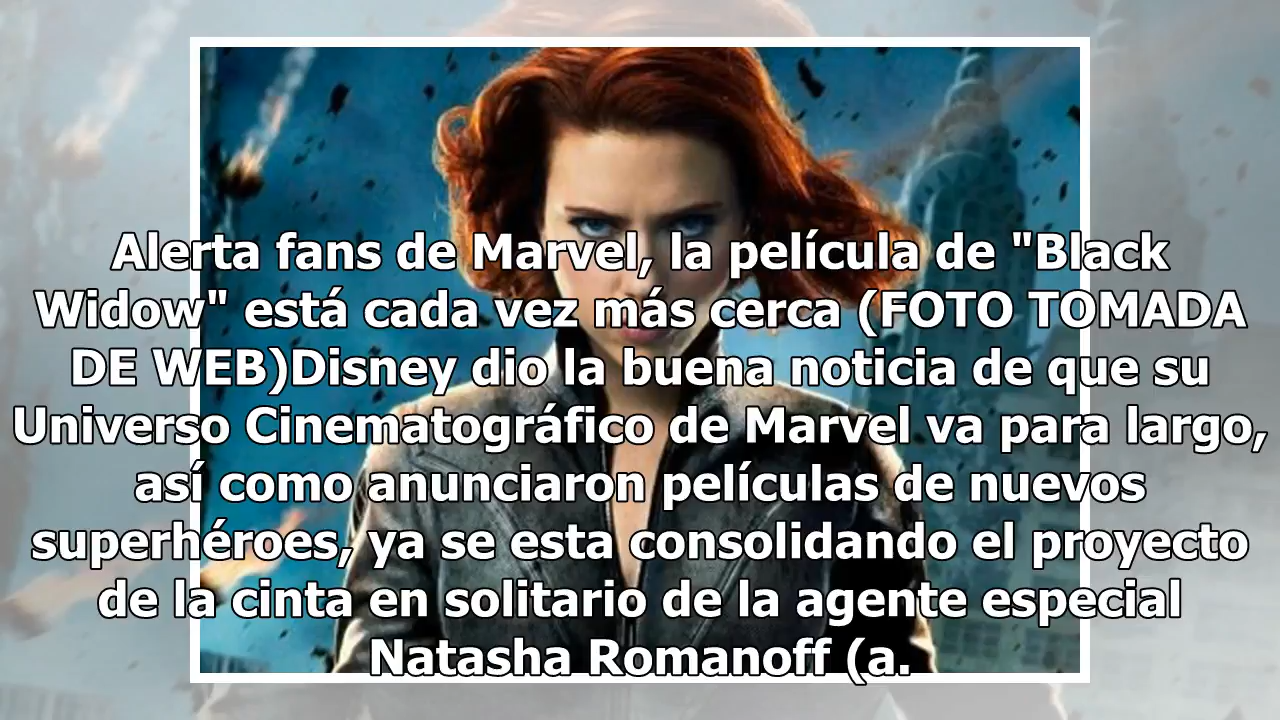 Alerta fans de Marvel, la película de "Black
Widow" está cada vez más cerca (FOTO TOMADA
DE WEB)Disney dio la buena noticia de que su
Universo Cinematográfico de Marvel va para largo,
así como anunciaron películas de nuevos
superhéroes, ya se esta consolidando el proyecto
de la cinta en solitario de la agente especial
Natasha Romanoff (a.